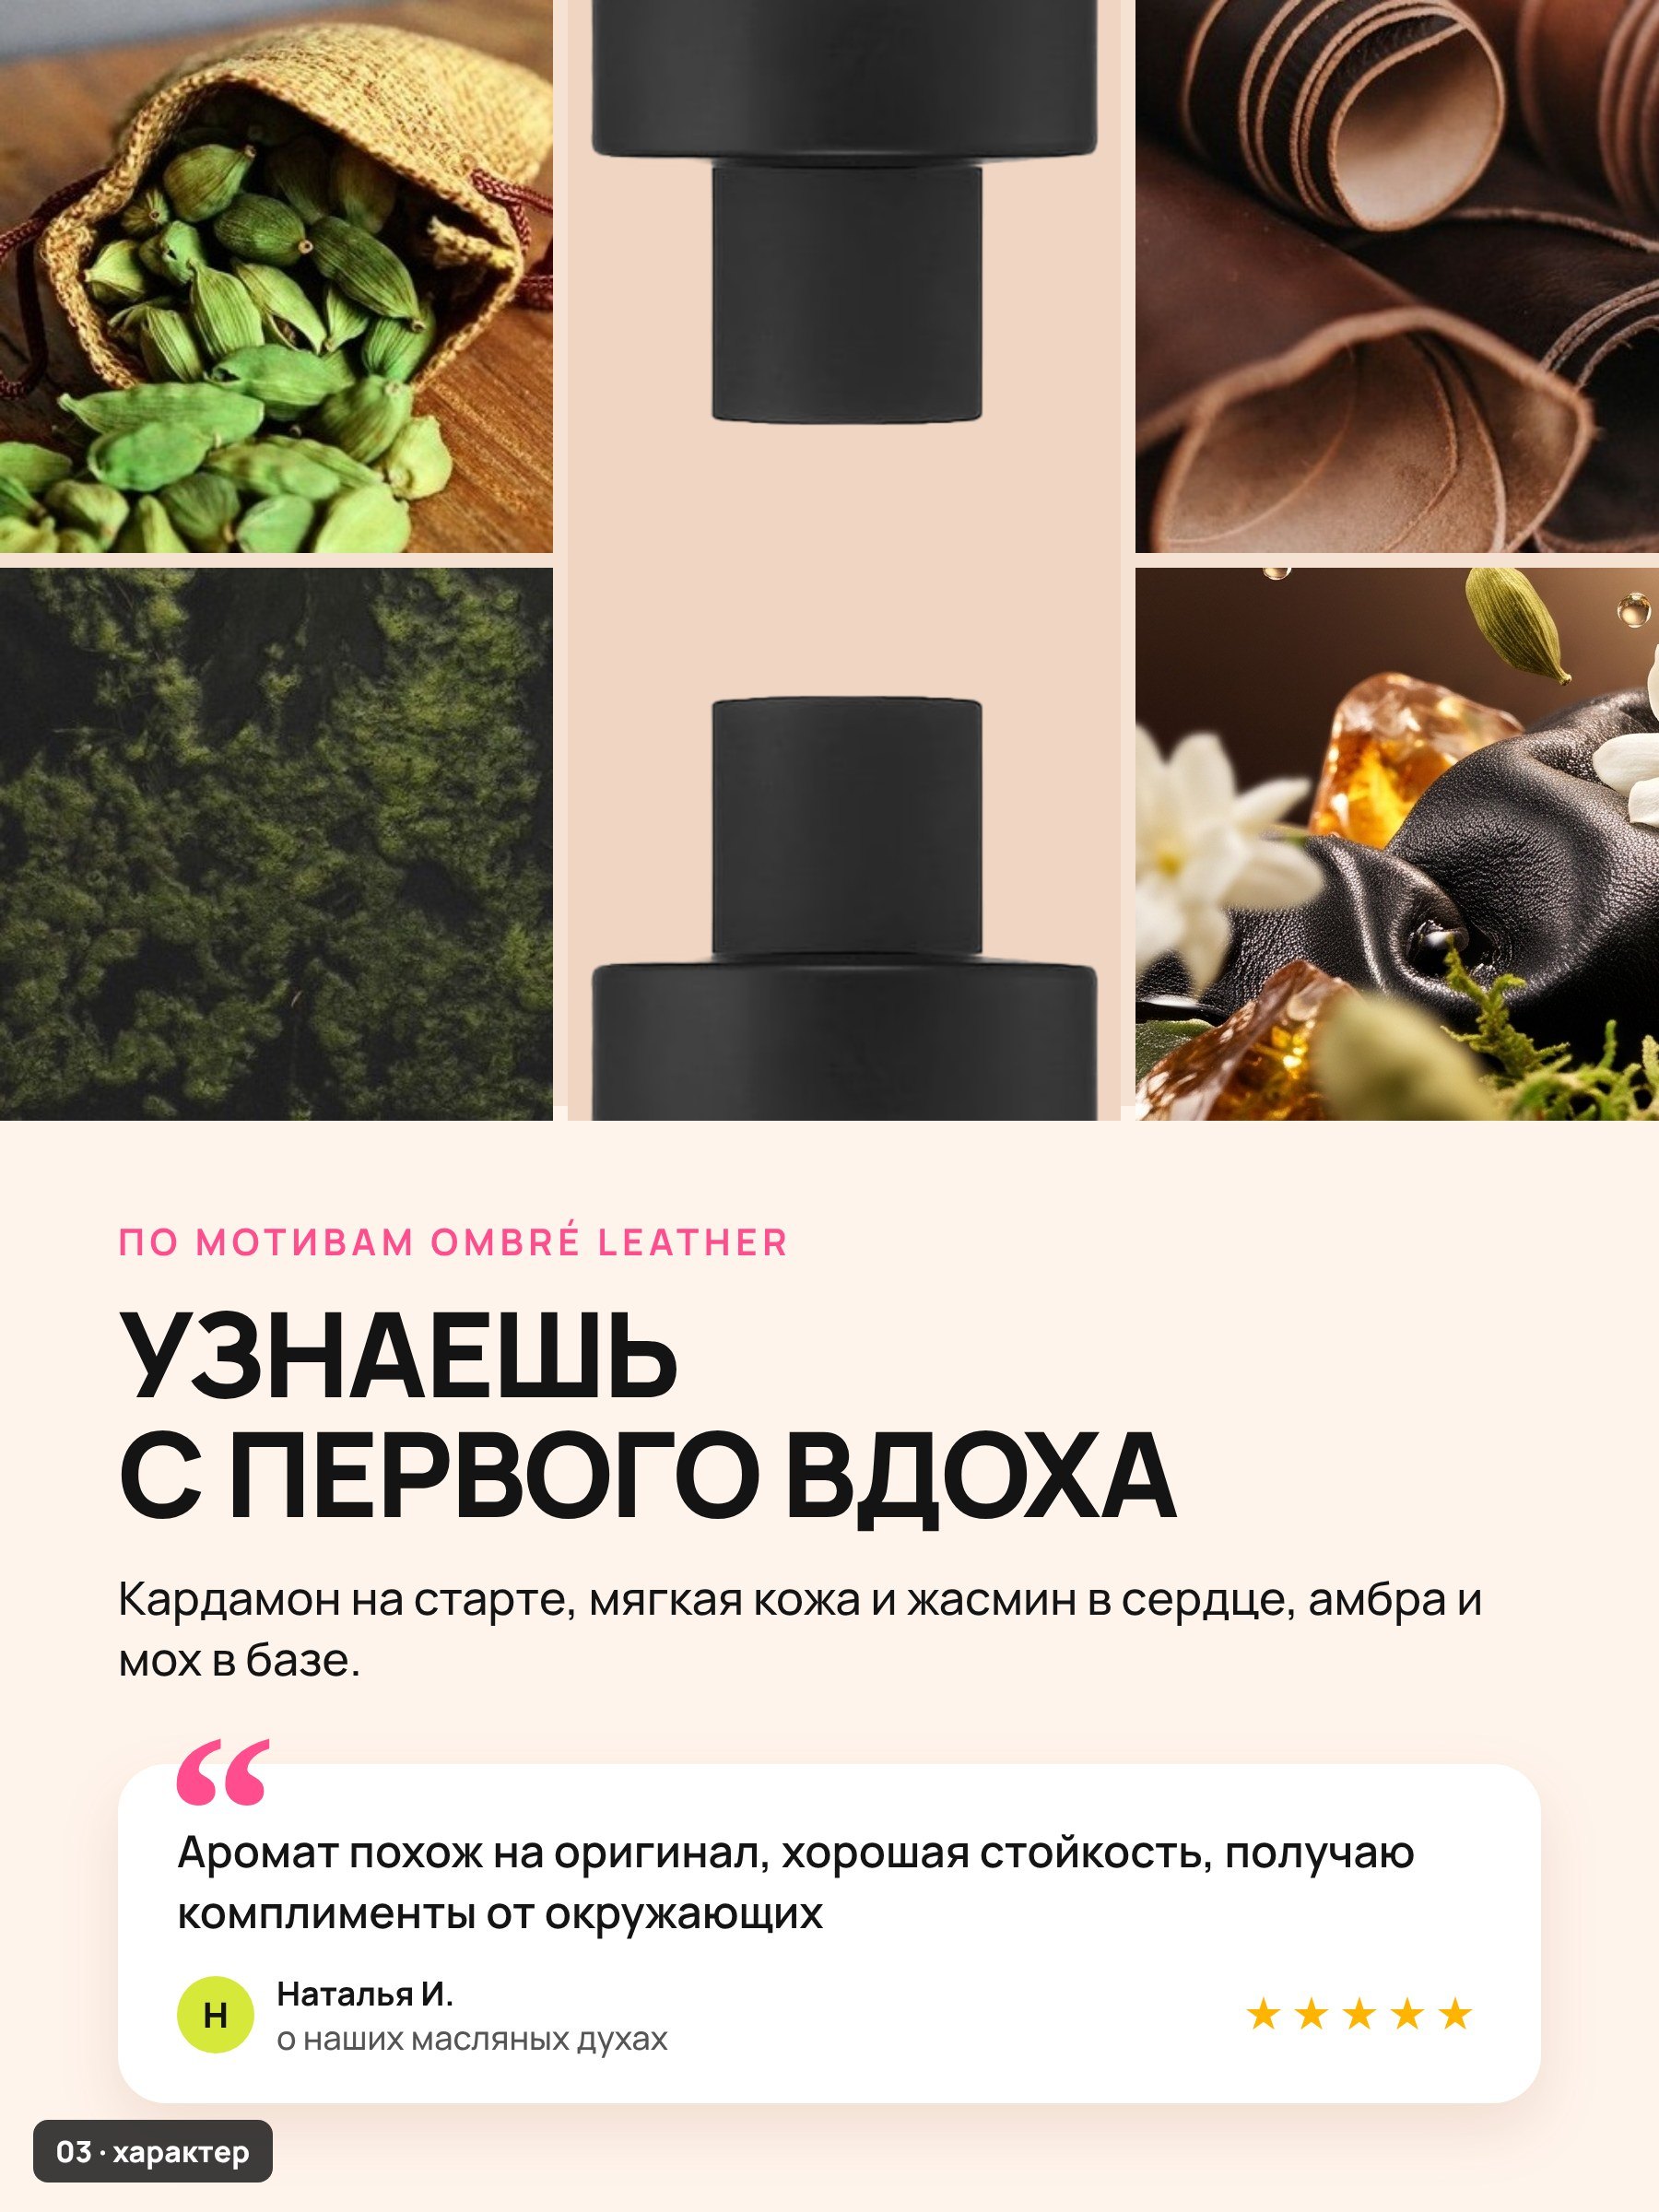 ПО МОТИВАМ OMBRÉ LEATHER
УЗНАЕШЬ
С ПЕРВОГО ВДОХА
Кардамон на старте, мягкая кожа и жасмин в сердце, амбра и
мох в базе.
“
Аромат похож на оригинал, хорошая стойкость, получаю
комплименты от окружающих
Н
Наталья И.
о наших масляных духах
★★★★★
03 · характер